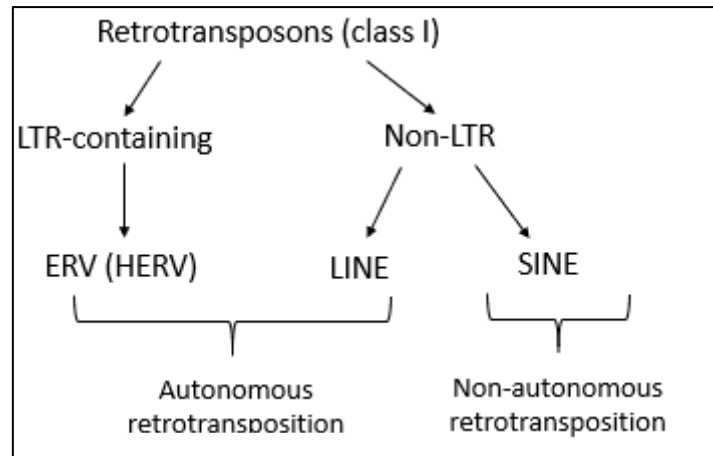 Retrotransposons (class I)
LTR-containing
Non-LTR
ERV (HERV)
LINE
SINE
Autonomous
retrotransposition
Non-autonomous
retrotransposition